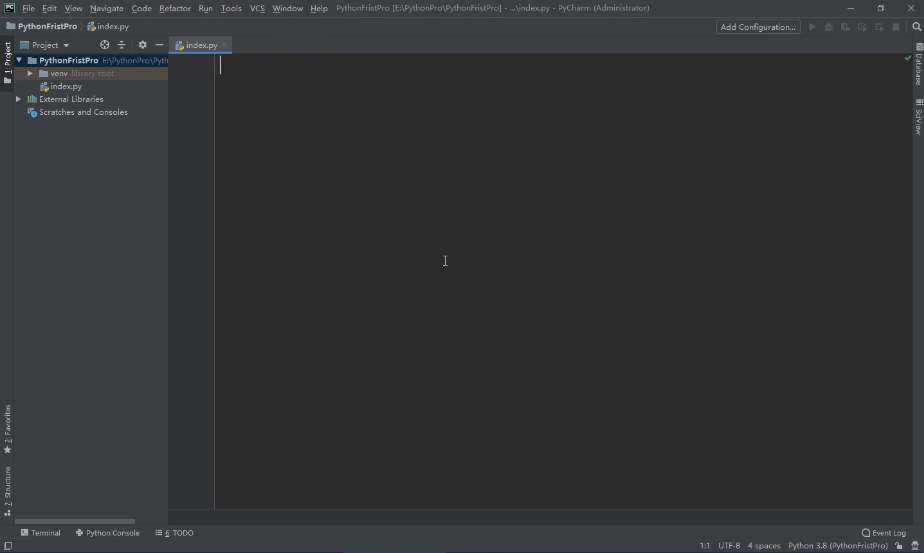 PC File Edit View Navigate Code Refactor Run Tools VCS Window Help PythonFristPro [E:\PythonPro\PythonFristPro] - ...\index.py - PyCharm (Administrator)
PythonFristPro index.py Add Configuration...
Project index.py
PythonFristPro E:\PythonPro\Pyth
venv library root
index.py
External Libraries
Scratches and Consoles
1: Project
2: Favorites
7: Structure
Database
SciView
Terminal Python Console 6: TODO Event Log
1:1 UTF-8 4 spaces Python 3.8 (PythonFristPro)